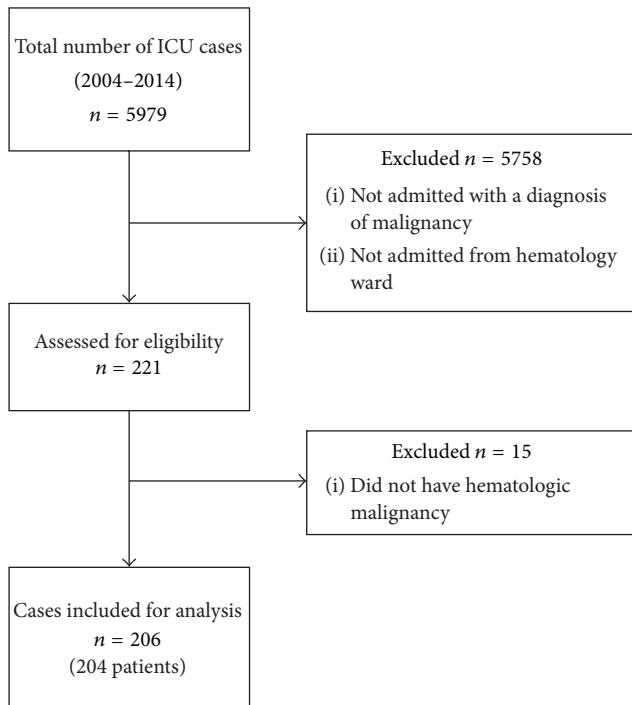 Total number of ICU cases
(2004–2014)
n = 5979
Excluded n = 5758
(i) Not admitted with a diagnosis
of malignancy
(ii) Not admitted from hematology
ward
Assessed for eligibility
n = 221
Excluded n = 15
(i) Did not have hematologic
malignancy
Cases included for analysis
n = 206
(204 patients)